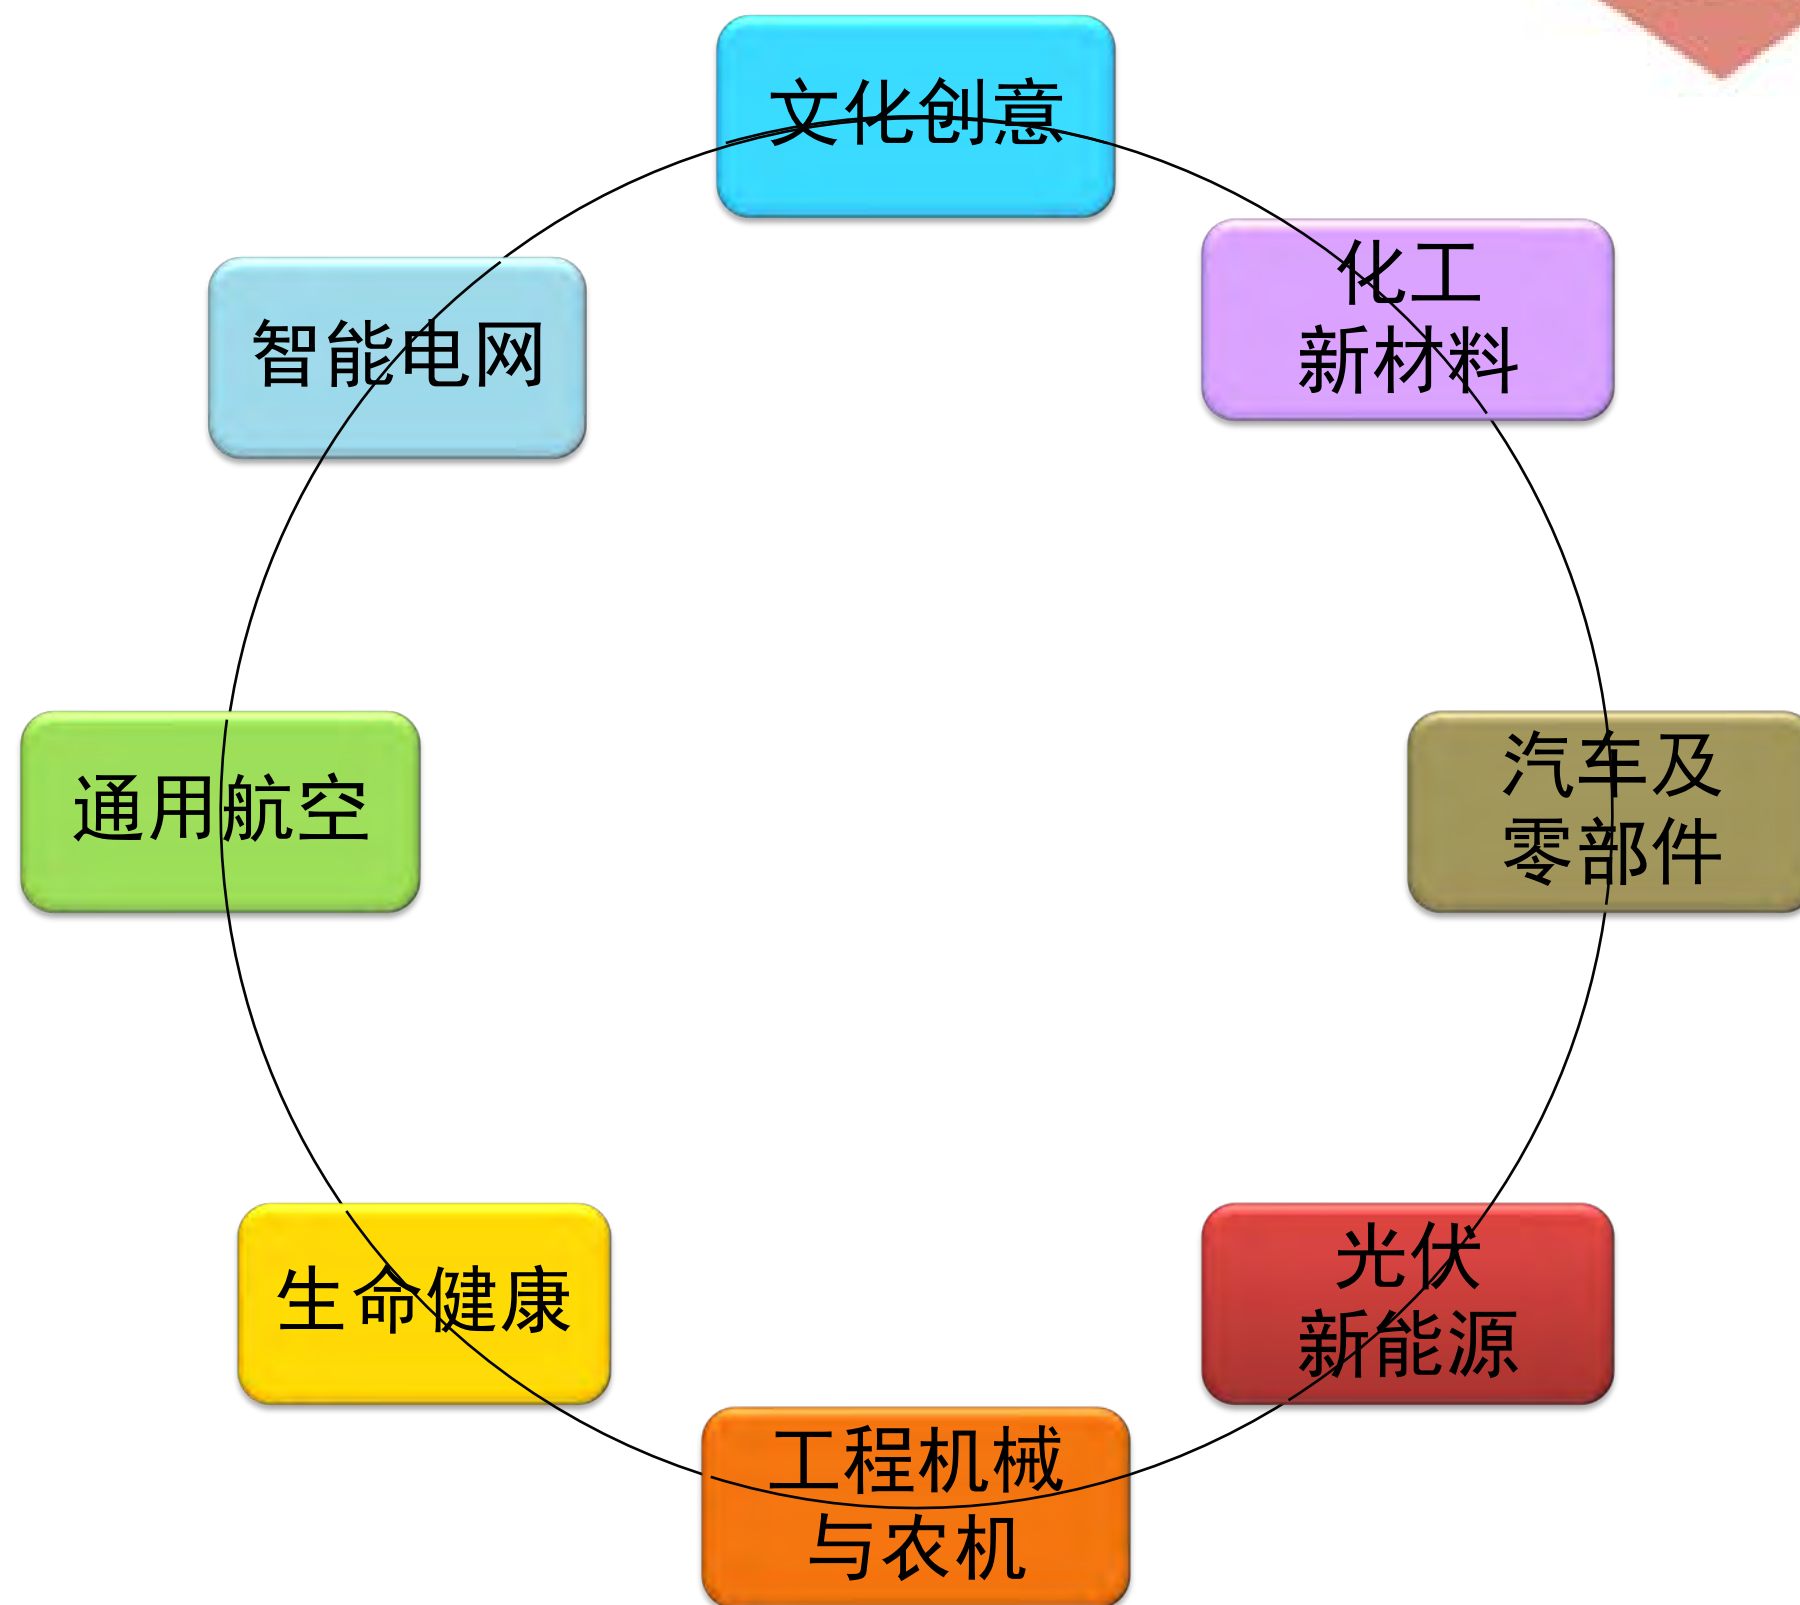 文化创意
化工
新材料
智能电网
汽车及
零部件
通用航空
光伏
新能源
生命健康
工程机械
与农机